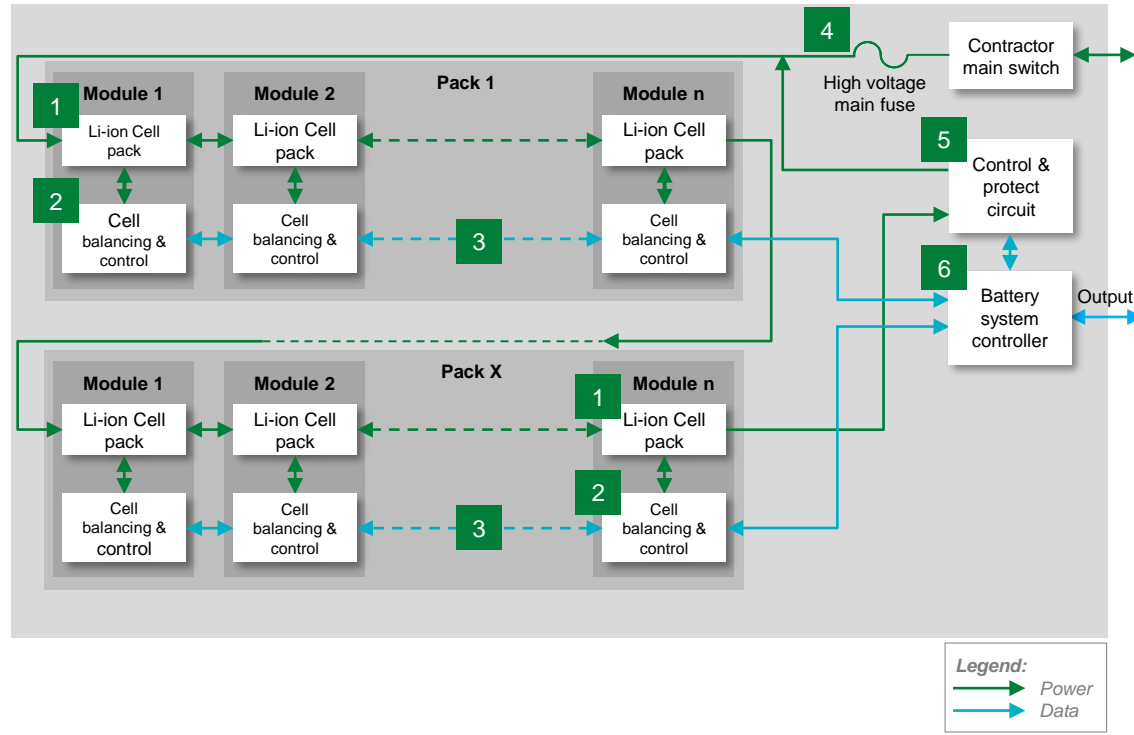 4
Contractor
main switch
High voltage
main fuse
Pack 1
Module 1
Module 2
Module n
1
Li-ion Cell
pack
Li-ion Cell
pack
Li-ion Cell
pack
5
Control &
protect
circuit
2
Cell
balancing &
control
Cell
balancing &
control
3
Cell
balancing &
control
6
Battery
system
controller
Output
Pack X
Module 1
Module 2
Module n
Li-ion Cell
pack
Li-ion Cell
pack
1
Li-ion Cell
pack
Cell
balancing &
control
Cell
balancing &
control
3
2
Cell
balancing &
control
Legend:
Power
Data